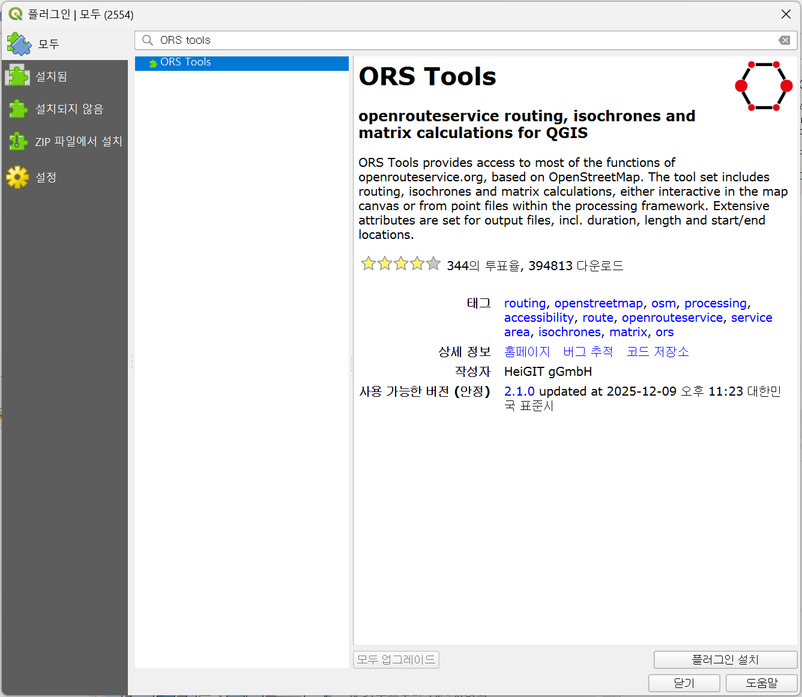 플러그인 | 모두 (2554)
모두
설치됨
설치되지 않음
ZIP 파일에서 설치
설정
ORS tools
ORS Tools
ORS Tools
openrouteservice routing, isochrones and
matrix calculations for QGIS
ORS Tools provides access to most of the functions of
openrouteservice.org, based on OpenStreetMap. The tool set includes
routing, isochrones and matrix calculations, either interactive in the map
canvas or from point files within the processing framework. Extensive
attributes are set for output files, incl. duration, length and start/end
locations.
344의 투표율, 394813 다운로드
태그 routing, openstreetmap, osm, processing,
accessibility, route, openrouteservice, service
area, isochrones, matrix, ors
상세 정보 홈페이지 버그 추적 코드 저장소
작성자 HeiGIT gGmbH
사용 가능한 버전 (안정) 2.1.0 updated at 2025-12-09 오후 11:23 대한민
국 표준시
모두 업그레이드
플러그인 설치
닫기
도움말